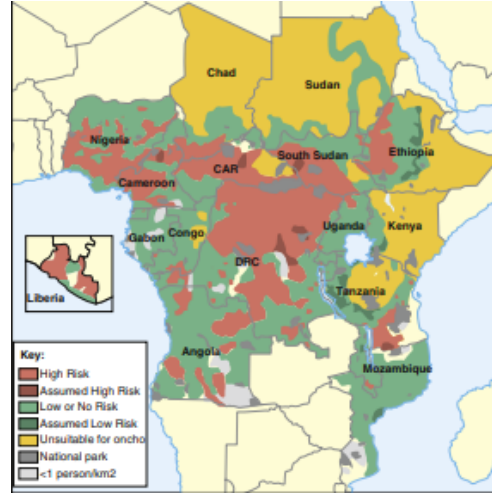 Chad
Sudan
Nigeria
CAR
South Sudan
Ethiopia
Cameroon
Gabon
Congo
Uganda
Kenya
DRC
Liberia
Tanzania
Angola
Mozambique
Key:
High Risk
Assumed High Risk
Low or No Risk
Assumed Low Risk
Unsuitable for oncho
National park
<1 person/km2